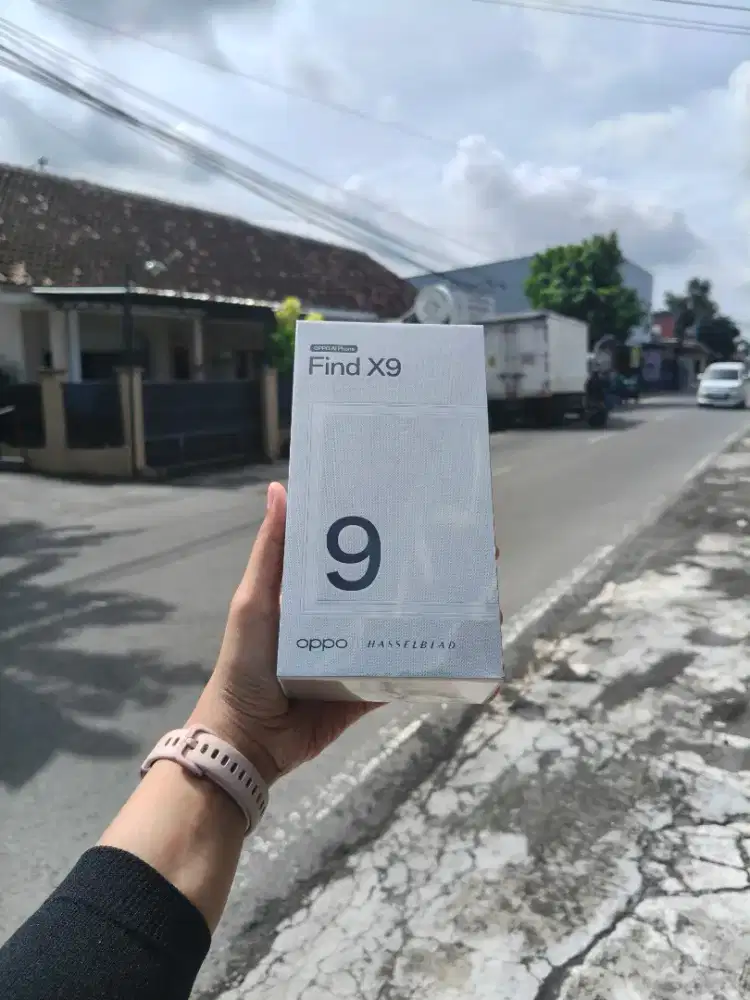 OPPO AI Phone
Find X9
9
oppo
HASSELBLAD